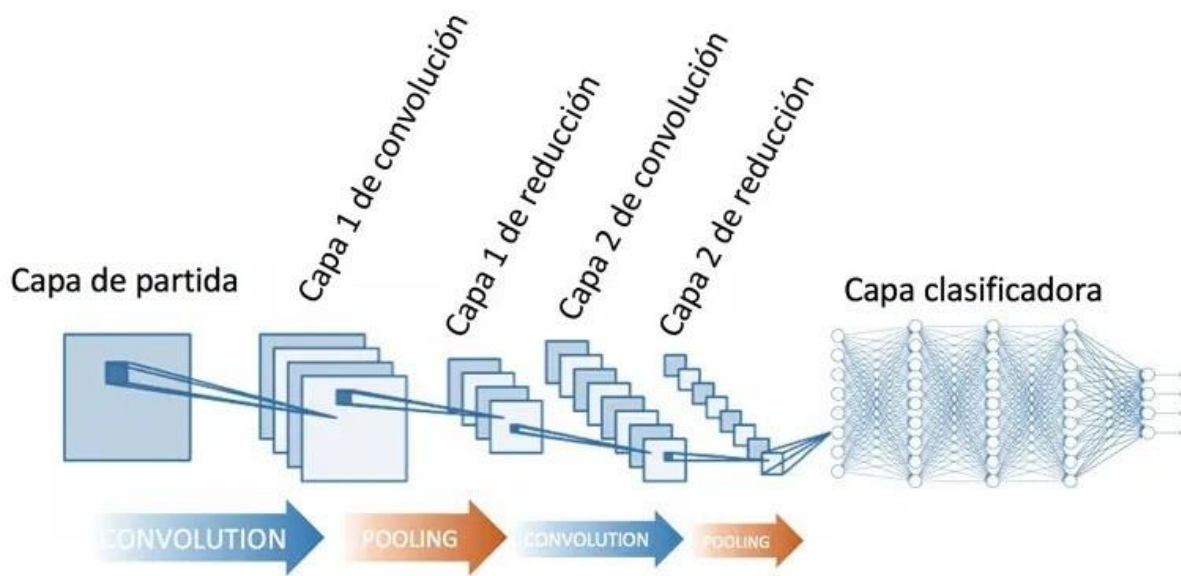 Capa de partida
Capa 1 de convolución
Capa 1 de reducción
Capa 2 de convolución
Capa 2 de reducción
Capa clasificadora
CONVOLUTION
POOLING
CONVOLUTION
POOLING